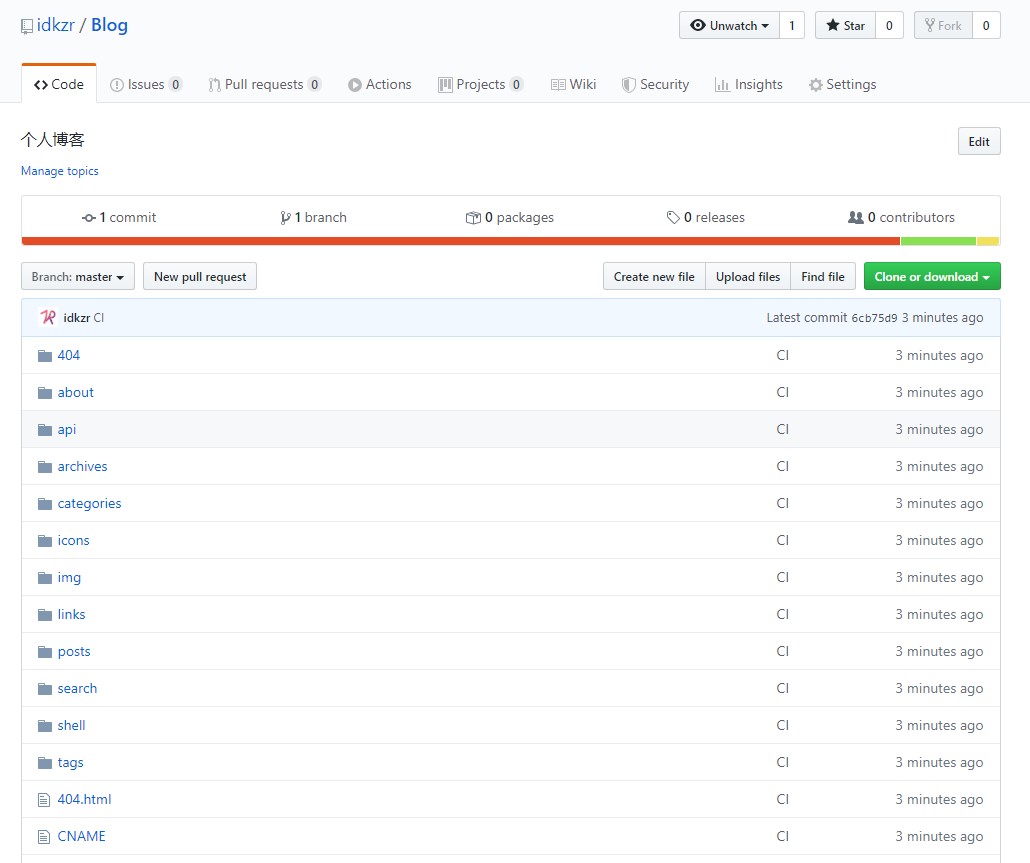 idkzr / Blog Unwatch 1 Star 0 Fork 0
Code Issues 0 Pull requests 0 Actions Projects 0 Wiki Security Insights Settings
个人博客 Edit
Manage topics
1 commit 1 branch 0 packages 0 releases 0 contributors
Branch: master New pull request Create new file Upload files Find file Clone or download
idkzr CI Latest commit 6cb75d9 3 minutes ago
404 CI 3 minutes ago
about CI 3 minutes ago
api CI 3 minutes ago
archives CI 3 minutes ago
categories CI 3 minutes ago
icons CI 3 minutes ago
img CI 3 minutes ago
links CI 3 minutes ago
posts CI 3 minutes ago
search CI 3 minutes ago
shell CI 3 minutes ago
tags CI 3 minutes ago
404.html CI 3 minutes ago
CNAME CI 3 minutes ago